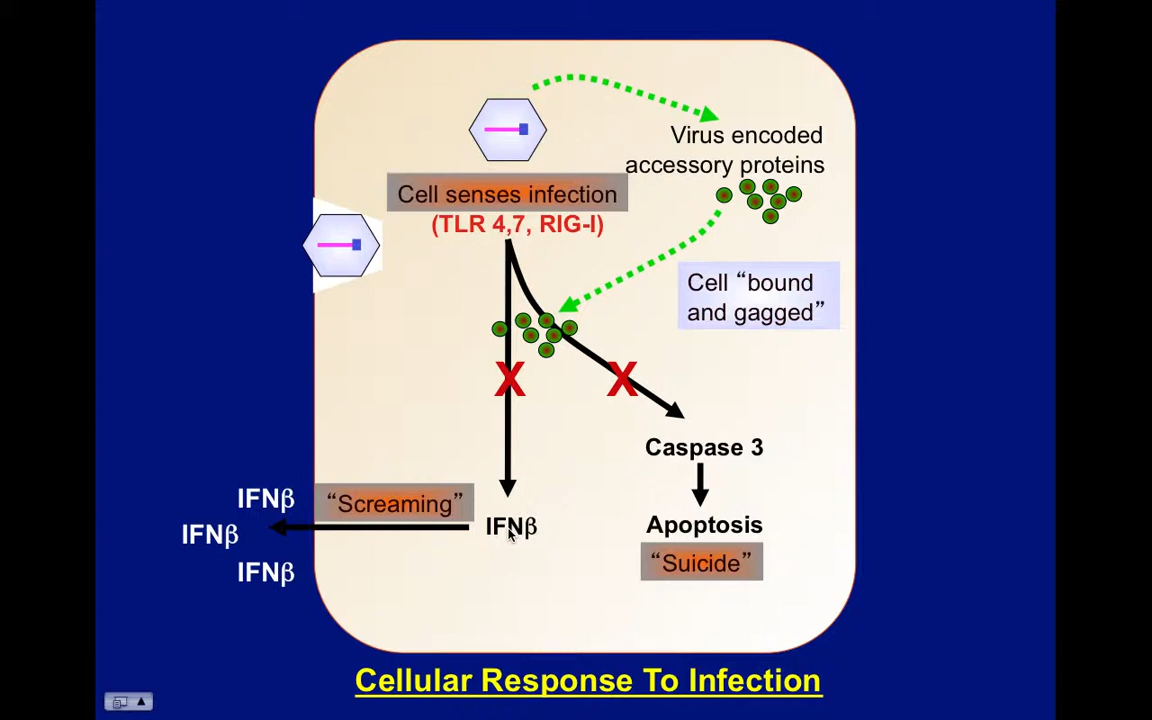 Virus encoded
accessory proteins
Cell senses infection
(TLR 4,7, RIG-I)
Cell “bound
and gagged”
X
X
Caspase 3
IFNβ
“Screaming”
IFNβ
IFNβ
Apoptosis
IFNβ
“Suicide”
Cellular Response To Infection